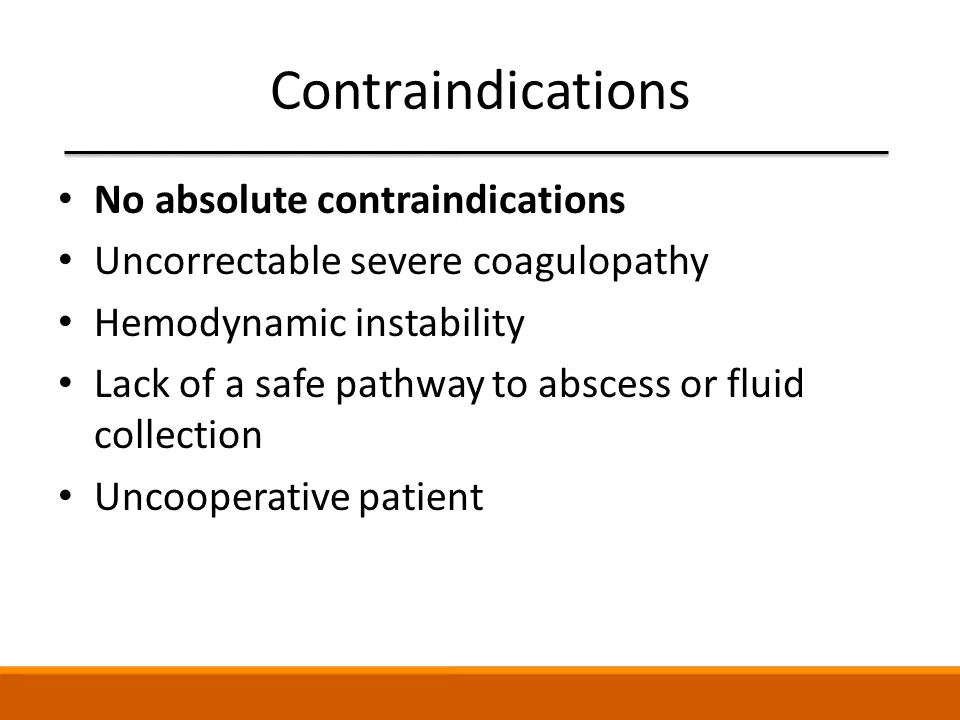 Contraindications
• No absolute contraindications
• Uncorrectable severe coagulopathy
• Hemodynamic instability
• Lack of a safe pathway to abscess or fluid
collection
• Uncooperative patient